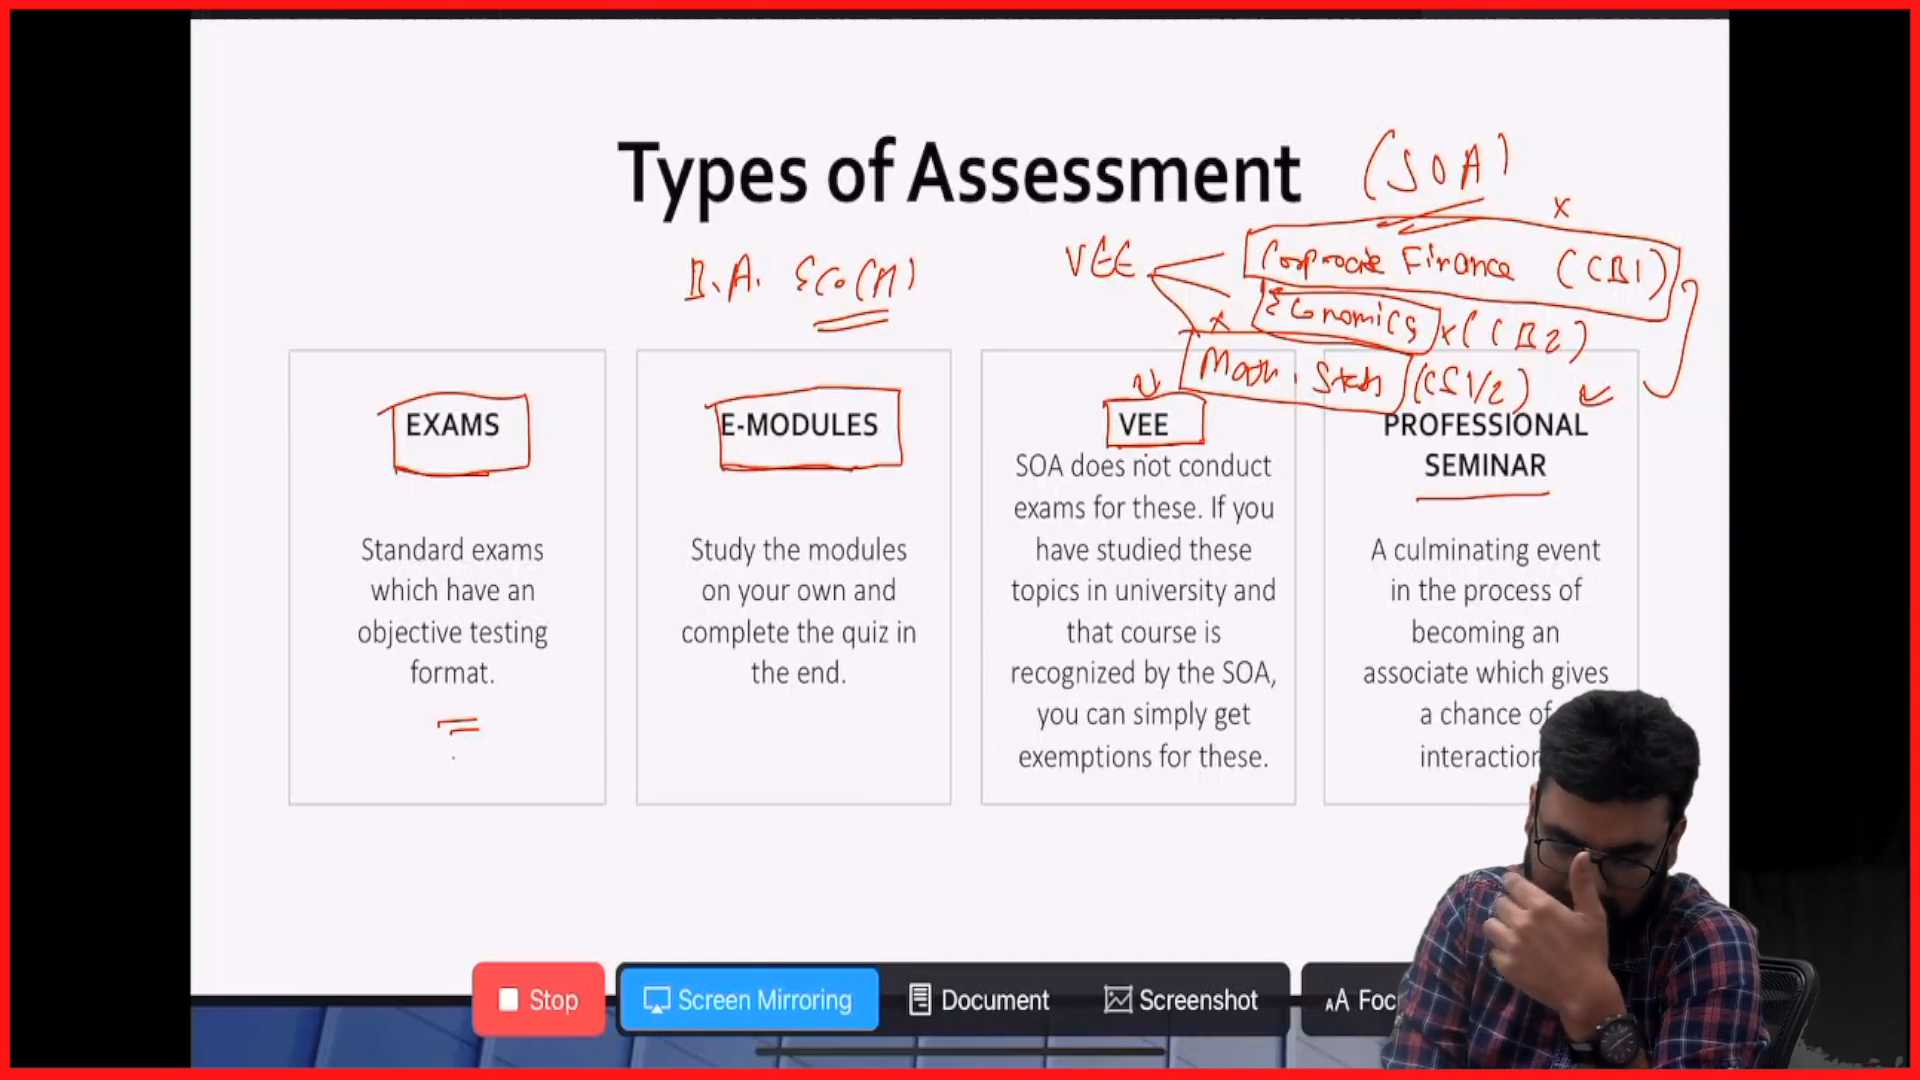 Types of Assessment
(SOA)
x
B.A. Eco(H)
VEE
Finance (CB1)
x Economics x (CB2)
Math. Stats (CS1/2)
EXAMS
Standard exams
which have an
objective testing
format.
E-MODULES
Study the modules
on your own and
complete the quiz in
the end.
VEE
SOA does not conduct
exams for these. If you
have studied these
topics in university and
that course is
recognized by the SOA,
you can simply get
exemptions for these.
PROFESSIONAL
SEMINAR
A culminating event
in the process of
becoming an
associate which gives
a chance of
interaction
Stop
Screen Mirroring
Document
Screenshot
AA Foc